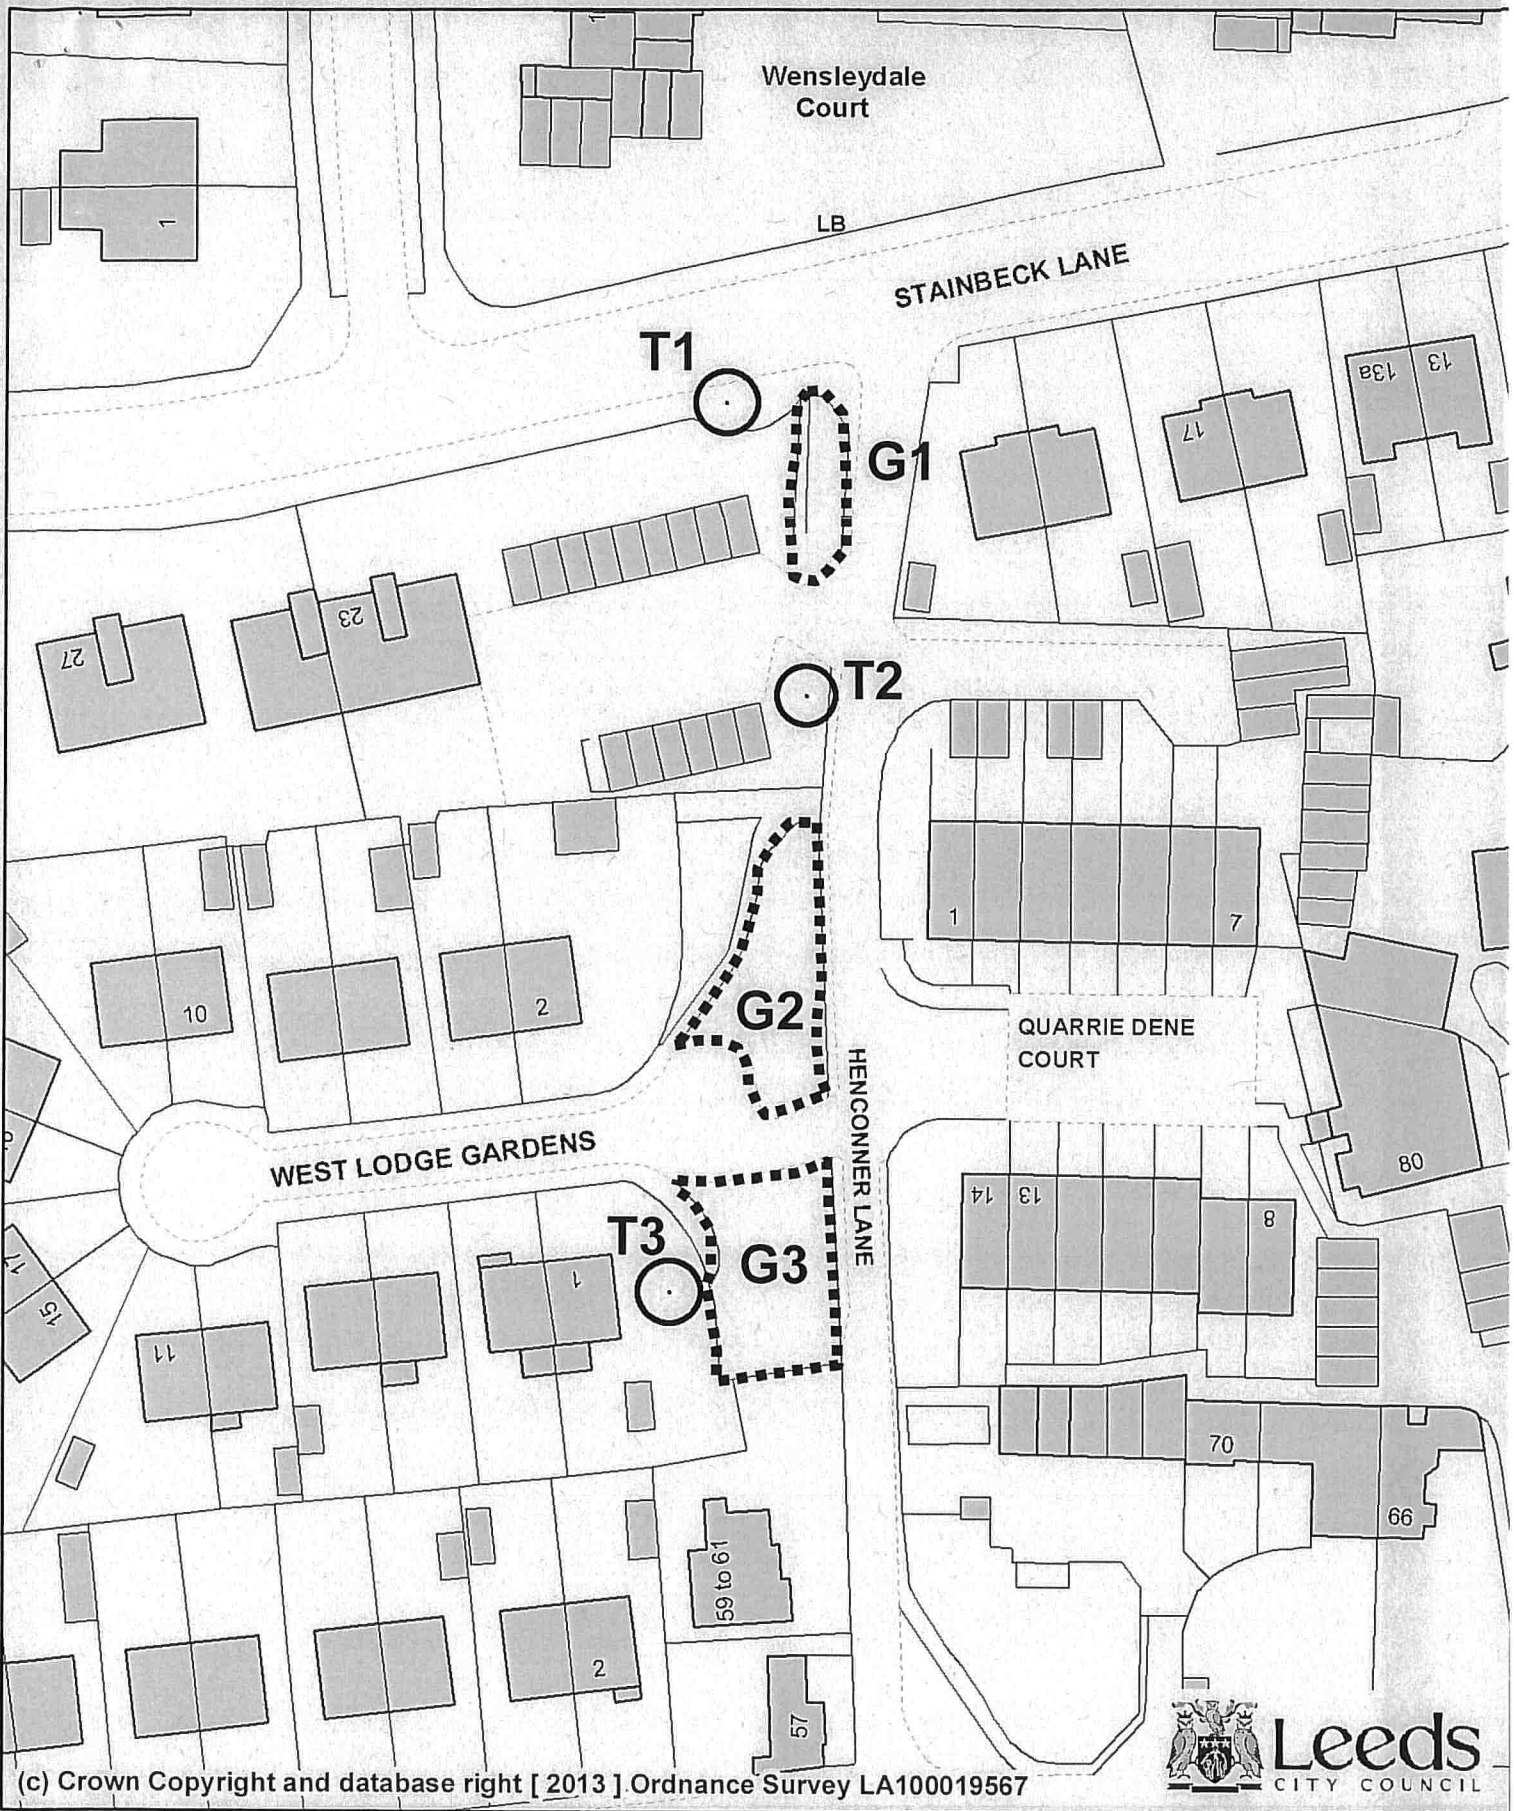 Wensleydale
Court
1
LB
STAINBECK LANE
T1
13a
13
17
G1
23
27
T2
1
7
10
2
G2
QUARRIE DENE
COURT
HENCONNER LANE
WEST LODGE GARDENS
80
14
13
8
T3
G3
1
17
15
11
70
66
59 to 61
2
57
Leeds
CITY COUNCIL
(c) Crown Copyright and database right [ 2013 ] Ordnance Survey LA100019567